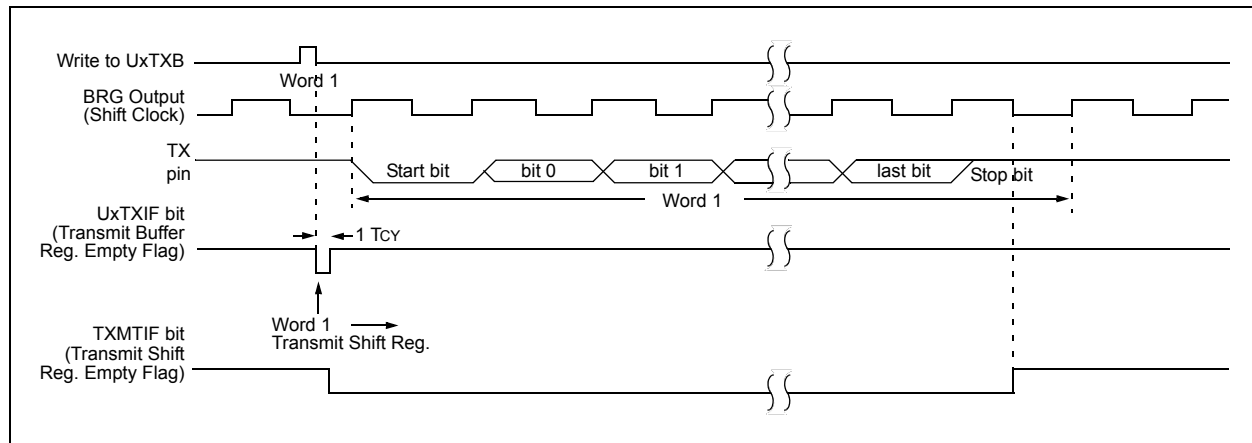 Write to UxTXB
Word 1
BRG Output
(Shift Clock)
TX
pin
Start bit
bit 0
bit 1
last bit
Stop bit
Word 1
UxTXIF bit
(Transmit Buffer
Reg. Empty Flag)
1 TCY
Word 1
Transmit Shift Reg.
TXMTIF bit
(Transmit Shift
Reg. Empty Flag)